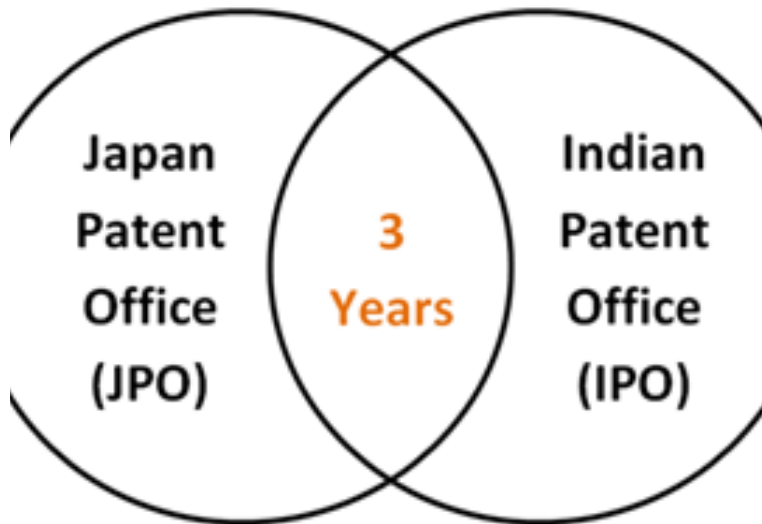 Japan
Patent
Office
(JPO)
3
Years
Indian
Patent
Office
(IPO)